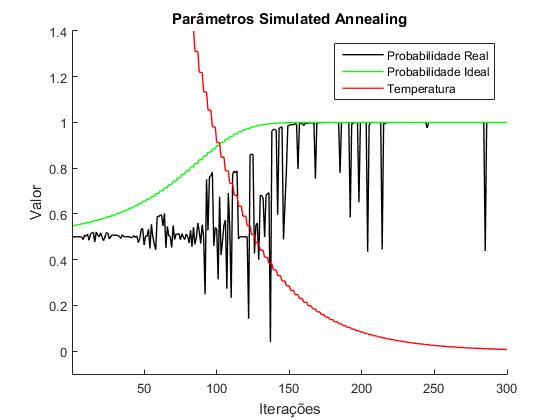 Parâmetros Simulated Annealing
1.4
1.2
1
0.8
0.6
0.4
0.2
0
Valor
Probabilidade Real
Probabilidade Ideal
Temperatura
50
100
150
200
250
300
Iterações